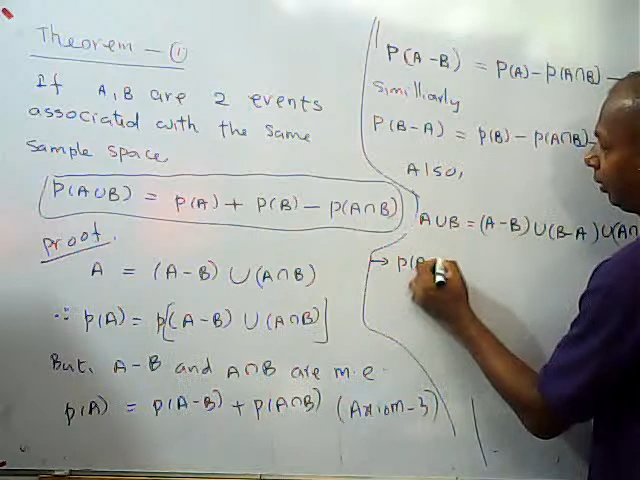 Theorem - ①
If A, B are 2 events
associated with the same
sample space
P(A∪B) = P(A) + P(B) - P(A∩B)
proof.
A = (A-B) ∪ (A∩B)
∴ P(A) = P[(A-B) ∪ (A∩B)]
But, A-B and A∩B are m.e.
P(A) = P(A-B) + P(A∩B) (Axiom-3)
P(A-B) = P(A) - P(A∩B) -
similliarly
P(B-A) = P(B) - P(A∩B) -
Also,
A∪B = (A-B) ∪ (B-A) ∪ (A∩
→ P(A